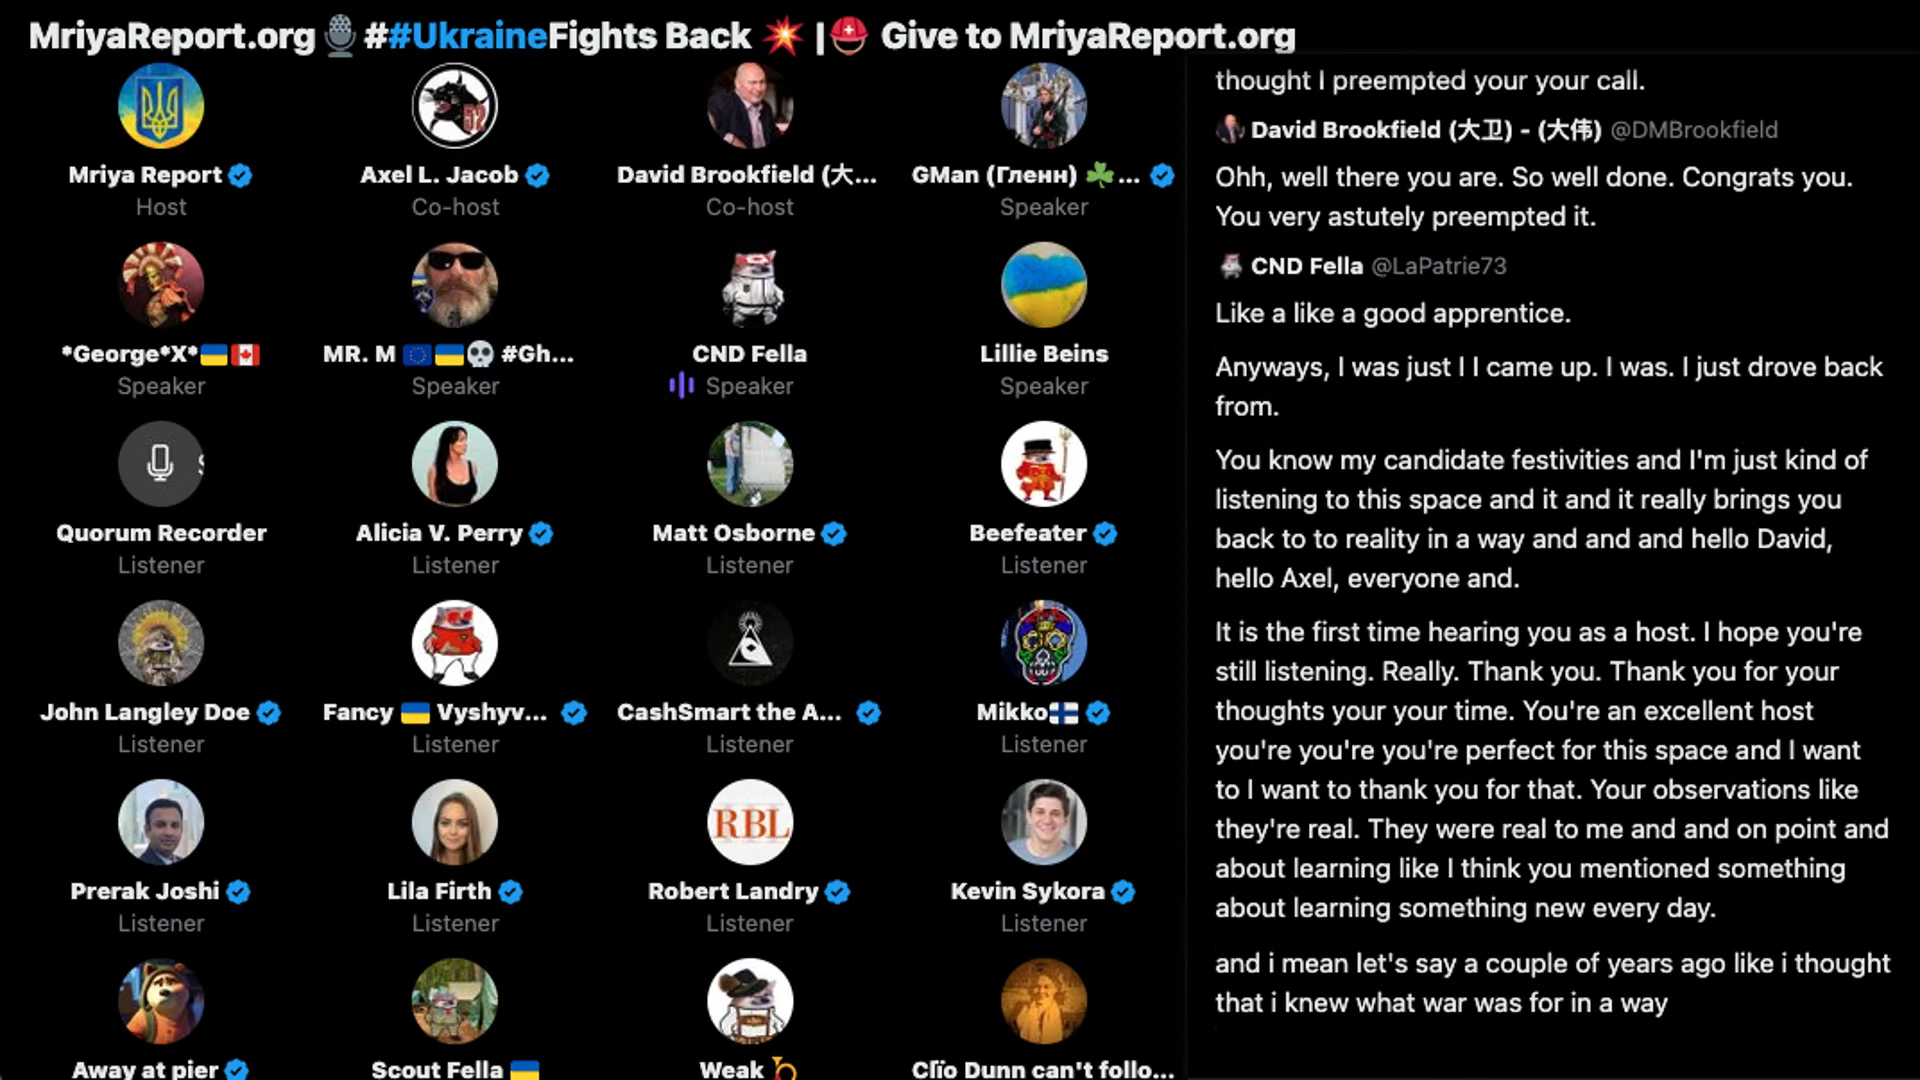 MriyaReport.org🎙️##UkraineFights Back 💥 |⛑️ Give to MriyaReport.org
Mriya Report
Host
Axel L. Jacob
Co-host
David Brookfield (大...
Co-host
GMan (Гленн) ☘️...
Speaker
*George*X*🇺🇦🇨🇦
Speaker
MR. M 🇪🇺🇺🇦💀 #Gh...
Speaker
CND Fella
Speaker
Lillie Beins
Speaker
Quorum Recorder
Listener
Alicia V. Perry
Listener
Matt Osborne
Listener
Beefeater
Listener
John Langley Doe
Listener
Fancy 🇺🇦 Vyshyv...
Listener
CashSmart the A...
Listener
Mikko🇫🇮
Listener
Prerak Joshi
Listener
Lila Firth
Listener
RBL
Robert Landry
Listener
Kevin Sykora
Listener
Away at pier
Scout Fella 🇺🇦
Weak
Clïo Dunn can't follo...
thought I preempted your your call.
David Brookfield (大卫) - (大伟) @DMBrookfield
Ohh, well there you are. So well done. Congrats you.
You very astutely preempted it.
CND Fella @LaPatrie73
Like a like a good apprentice.
Anyways, I was just I I came up. I was. I just drove back
from.
You know my candidate festivities and I'm just kind of
listening to this space and it and it really brings you
back to to reality in a way and and and hello David,
hello Axel, everyone and.
It is the first time hearing you as a host. I hope you're
still listening. Really. Thank you. Thank you for your
thoughts your your time. You're an excellent host
you're you're you're perfect for this space and I want
to I want to thank you for that. Your observations like
they're real. They were real to me and and on point and
about learning like I think you mentioned something
about learning something new every day.
and i mean let's say a couple of years ago like i thought
that i knew what war was for in a way